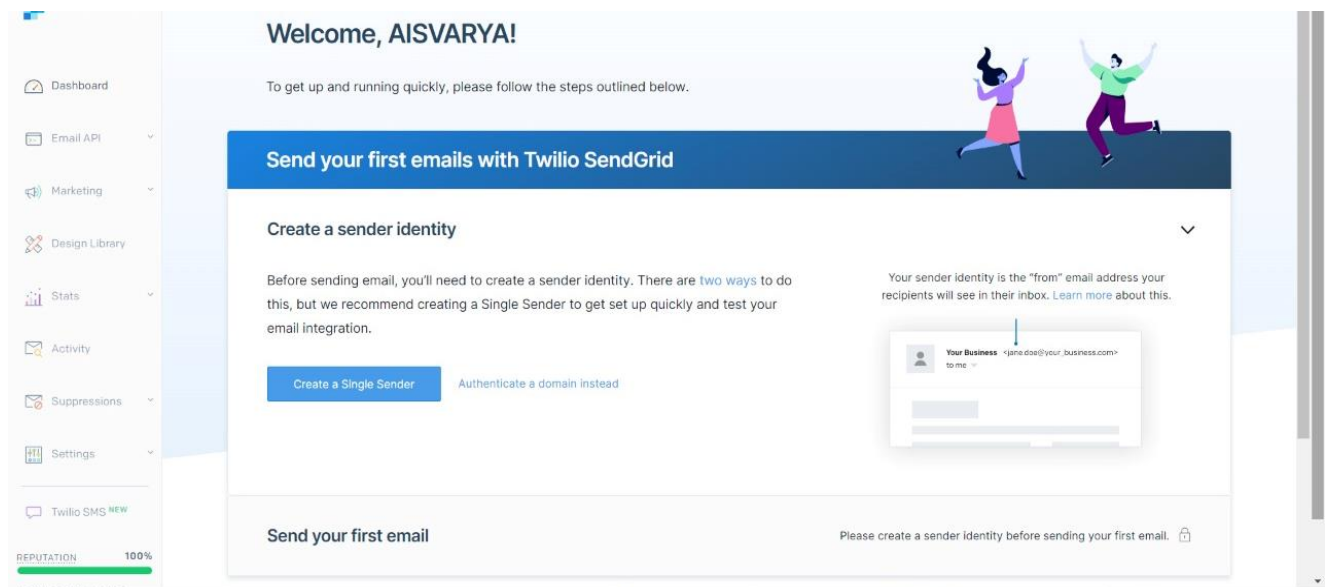 Welcome, AISVARYA!
To get up and running quickly, please follow the steps outlined below.
Dashboard
Email API
Marketing
Design Library
Stats
Activity
Suppressions
Settings
Twilio SMS NEW
REPUTATION 100%
Send your first emails with Twilio SendGrid
Create a sender identity
Before sending email, you'll need to create a sender identity. There are two ways to do
this, but we recommend creating a Single Sender to get set up quickly and test your
email integration.
Create a Single Sender
Authenticate a domain instead
Your sender identity is the "from" email address your
recipients will see in their inbox. Learn more about this.
Your Business <jane.doe@your_business.com>
to me
Send your first email
Please create a sender identity before sending your first email.